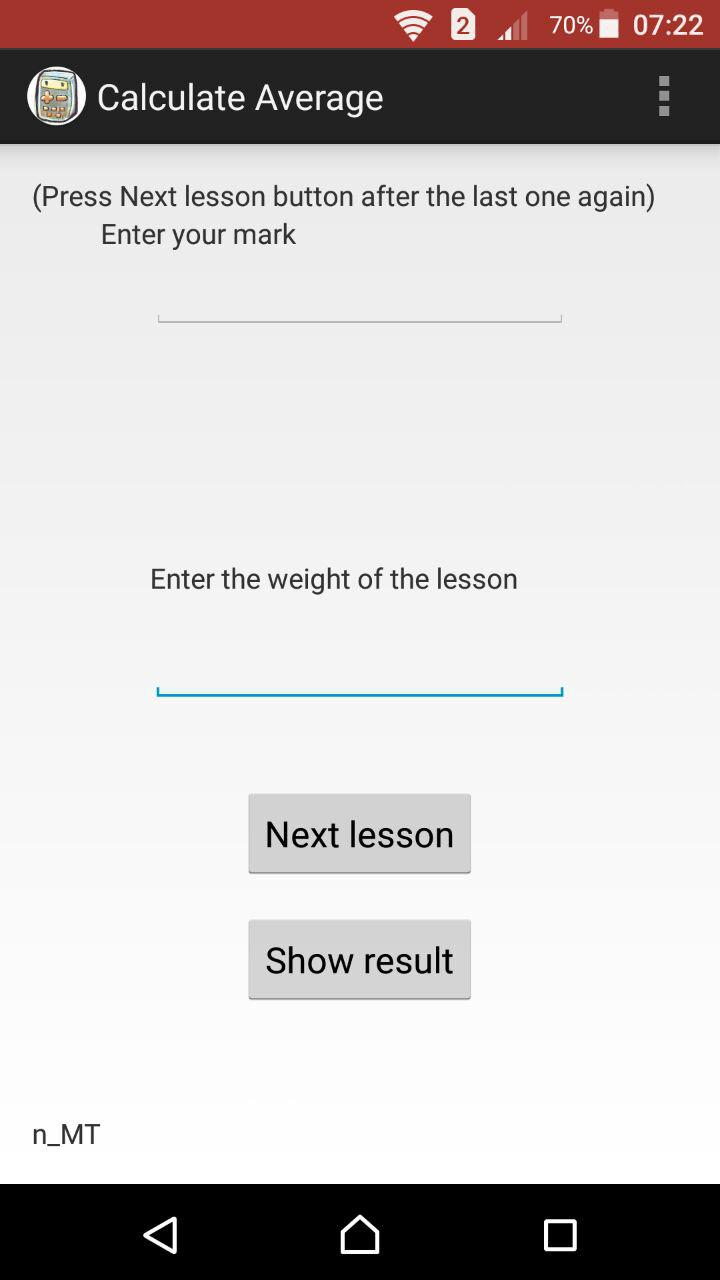 2 70% 07:22
Calculate Average
(Press Next lesson button after the last one again)
Enter your mark
Enter the weight of the lesson
Next lesson
Show result
n_MT